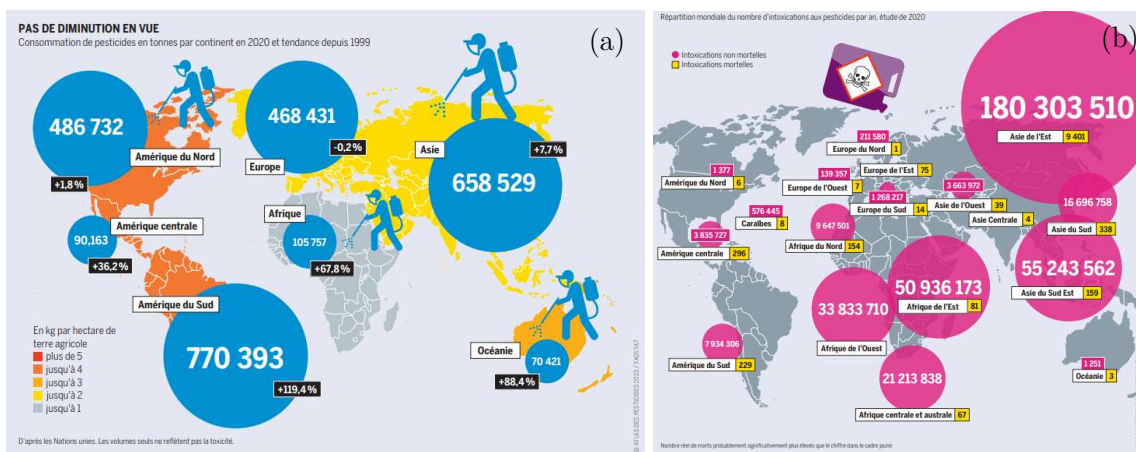 PAS DE DIMINUTION EN VUE
Consommation de pesticides en tonnes par continent en 2020 et tendance depuis 1999
(a)
486 732
Amérique du Nord
+1,8 %
468 431
-0,2 %
Europe
Asie
+7,7 %
658 529
Amérique centrale
90,163
+36,2 %
Afrique
105 757
+67,8 %
Amérique du Sud
770 393
+119,4 %
Océanie
70 421
+88,4 %
En kg par hectare de
terre agricole
plus de 5
jusqu'à 4
jusqu'à 3
jusqu'à 2
jusqu'à 1
D'après les Nations unies. Les volumes seuls ne reflètent pas la toxicité.
© ATLAS DES PESTICIDES 2023 / FAOSTAT
Répartition mondiale du nombre d'intoxications aux pesticides par an, étude de 2020
(b)
Intoxications non mortelles
Intoxications mortelles
180 303 510
Asie de l'Est 9 401
211 580
Europe du Nord 1
1 377
Amérique du Nord 6
139 357
Europe de l'Ouest 7
Europe de l'Est 75
1 268 217
Europe du Sud 14
3 663 972
Asie de l'Ouest 39
Asie Centrale 4
16 696 758
Asie du Sud 338
576 445
Caraïbes 8
3 835 727
Amérique centrale 296
9 647 501
Afrique du Nord 154
55 243 562
Asie du Sud Est 159
50 936 173
Afrique de l'Est 81
33 833 710
Afrique de l'Ouest
7 934 306
Amérique du Sud 229
21 213 838
Afrique centrale et australe 67
1 251
Océanie 3
Nombre réel de morts probablement significativement plus élevés que le chiffre dans le cadre jaune